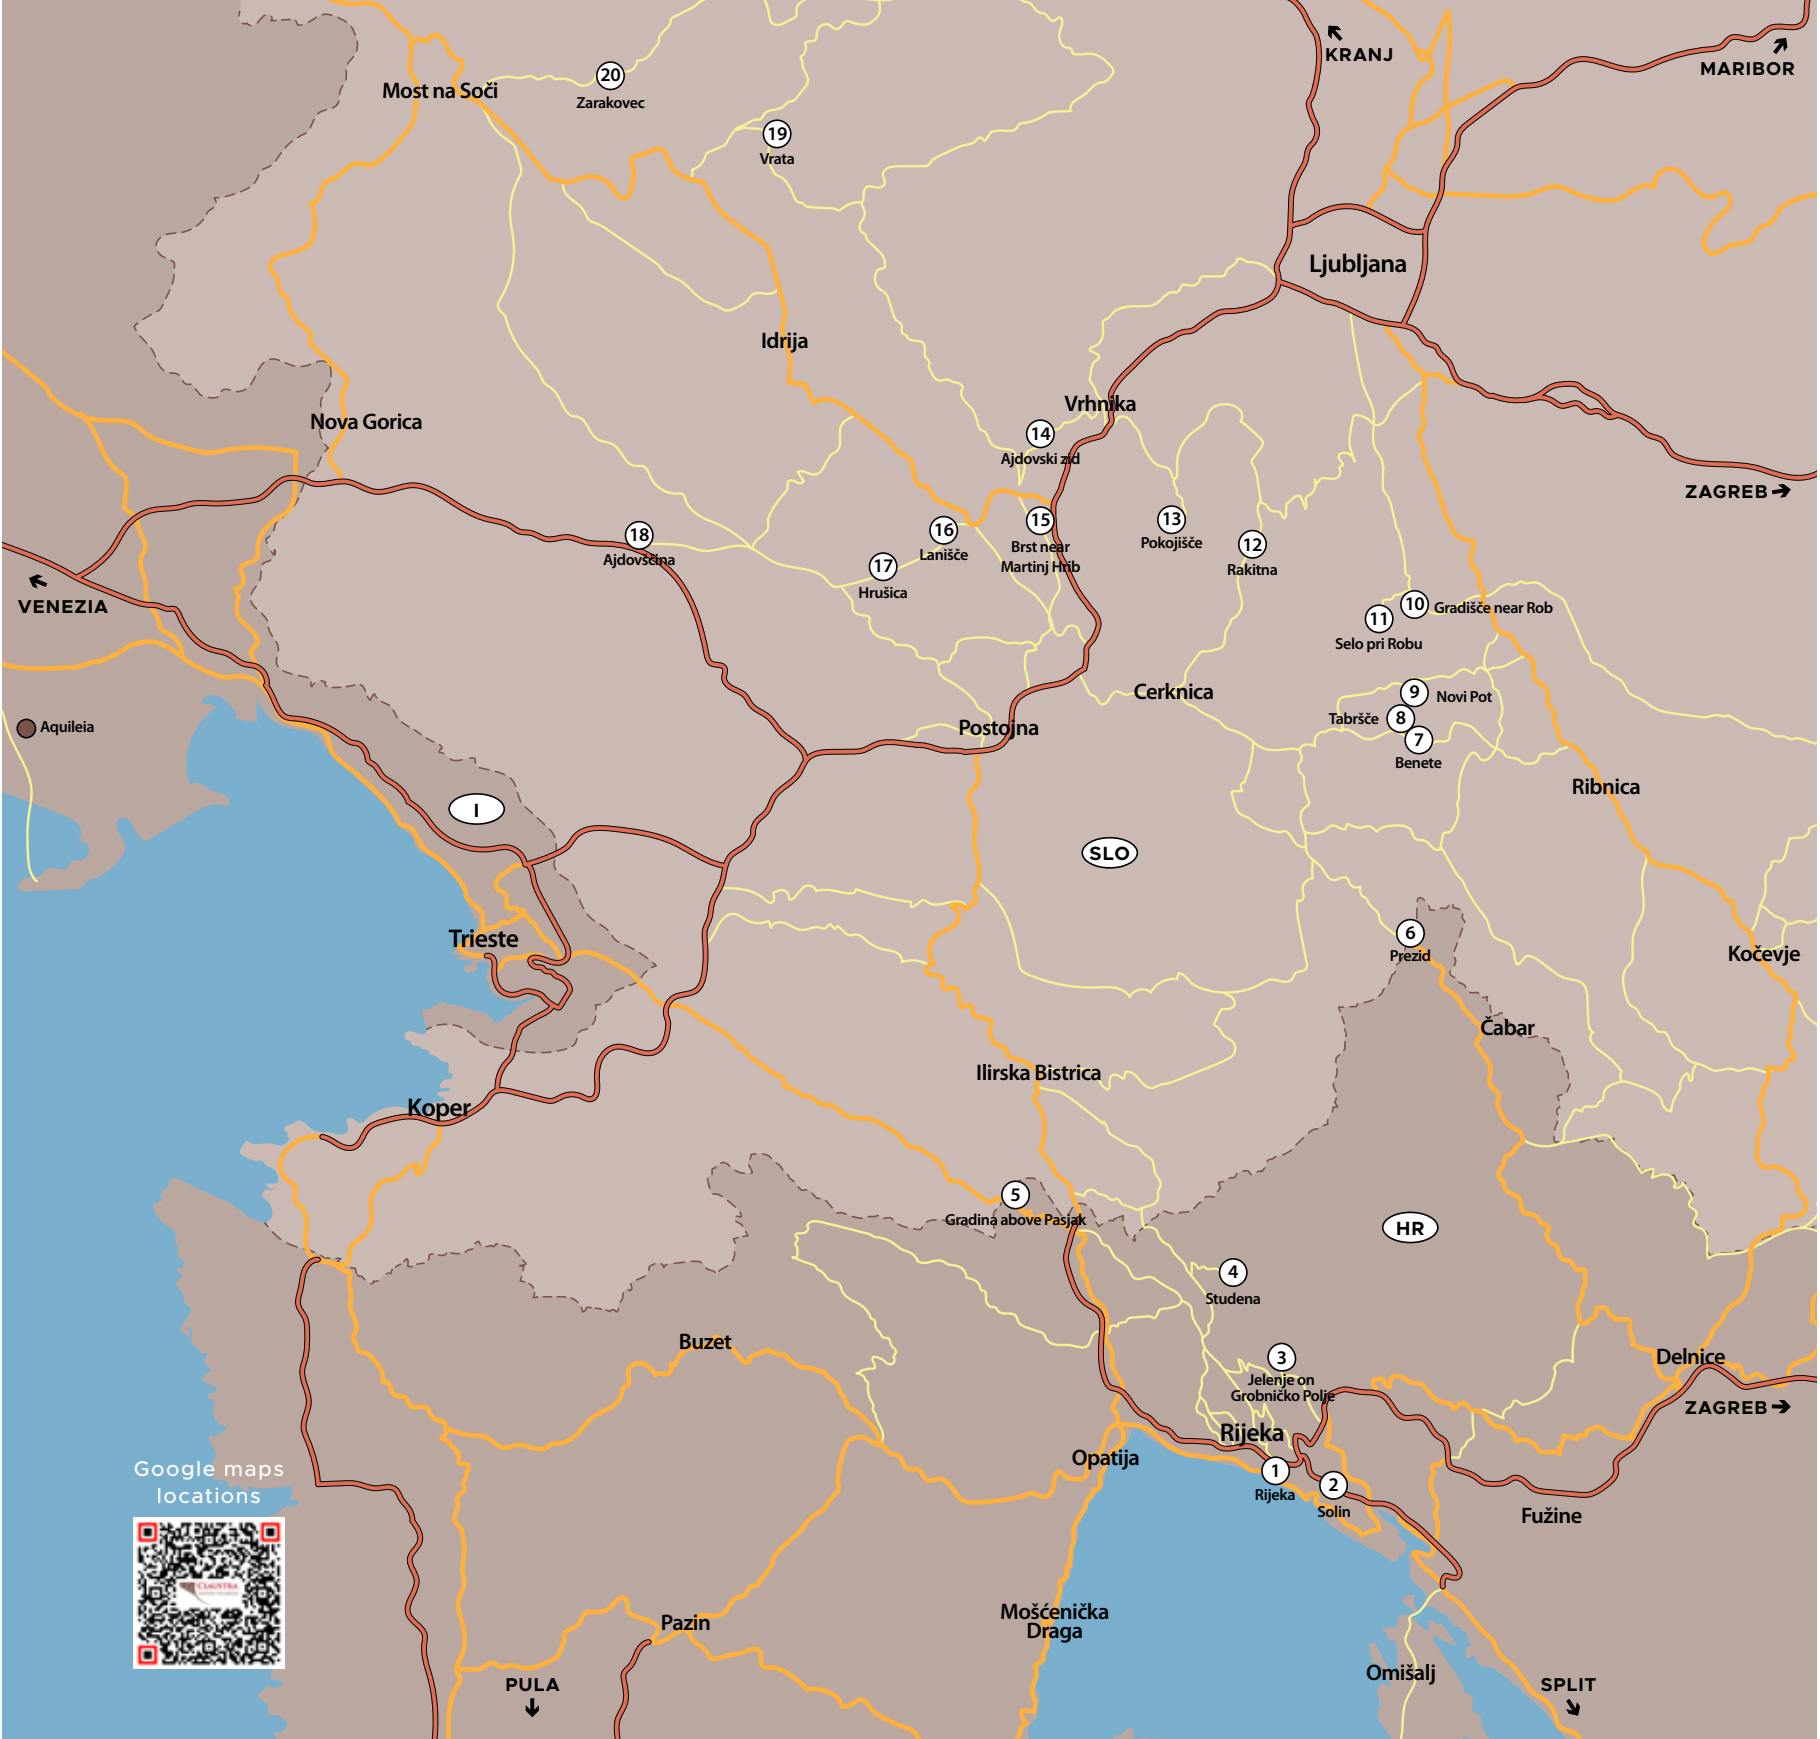 KRANJ
MARIBOR
20
Most na Soči
Zarakovec
19
Vrata
Ljubljana
Idrija
Vrhnika
Nova Gorica
14
Ajdovski zid
ZAGREB
18
Ajdovščina
16
Lanišče
15
Brst near
Martinj Hrib
13
Pokojišče
12
Rakitna
17
Hrušica
VENEZIA
10
Gradišče near Rob
11
Selo pri Robu
Cerknica
9
Novi Pot
Tabršče
8
7
Benete
Aquileia
Postojna
Ribnica
I
SLO
Trieste
6
Prezid
Kočevje
Čabar
Ilirska Bistrica
Koper
5
Gradina above Pasjak
HR
4
Studena
Buzet
3
Jelenje on
Grobničko Polje
Delnice
ZAGREB
Rijeka
Opatija
1
Rijeka
2
Solin
Fužine
Google maps
locations
CLAUSTRA
Pazin
Mošćenička
Draga
Omišalj
PULA
SPLIT